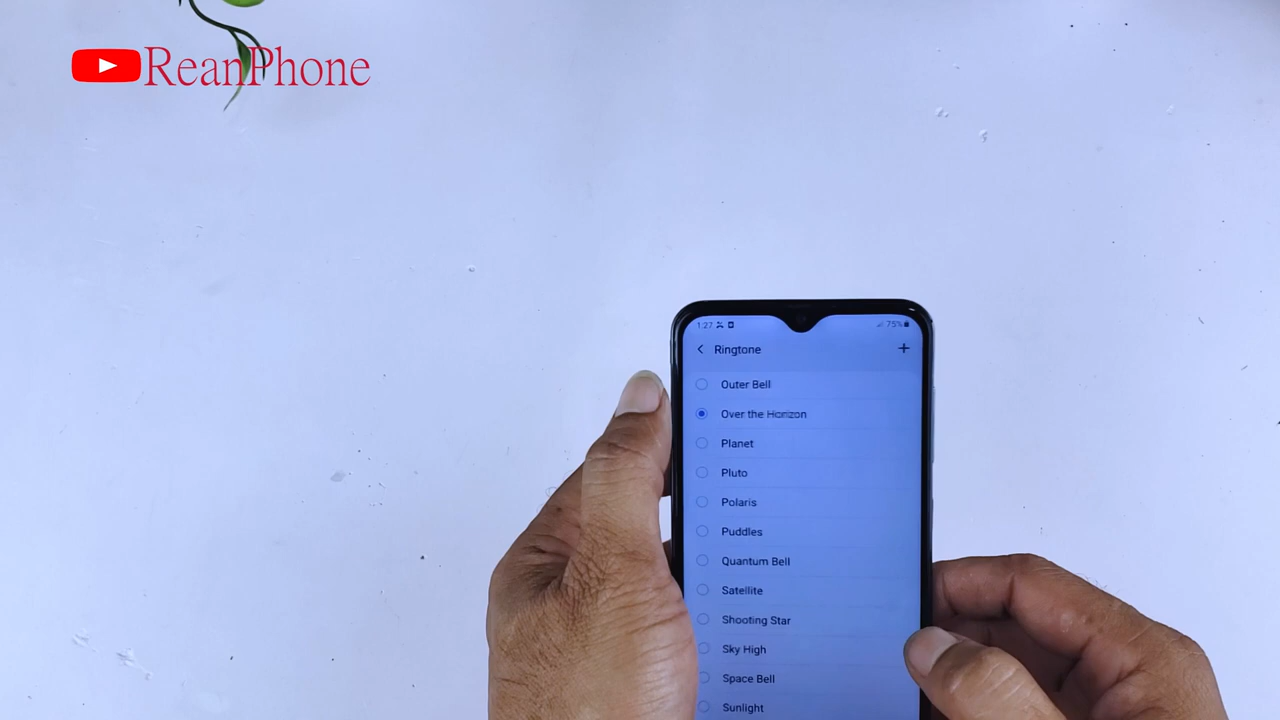 ReanPhone
1:27 75%
Ringtone
Outer Bell
Over the Horizon
Planet
Pluto
Polaris
Puddles
Quantum Bell
Satellite
Shooting Star
Sky High
Space Bell
Sunlight